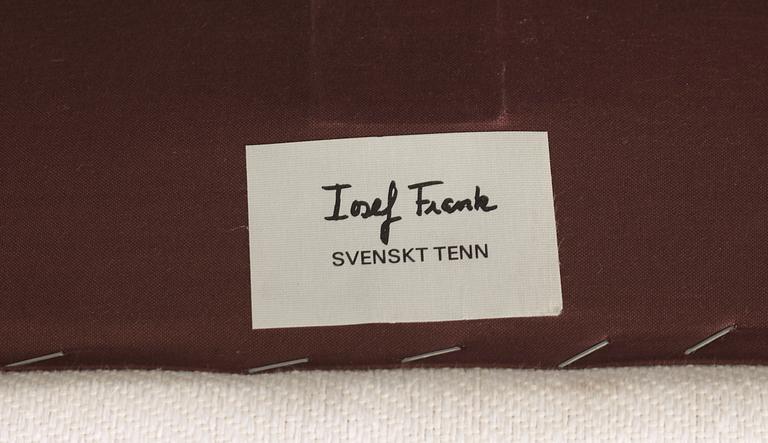 Josef Frank
SVENSKT TENN